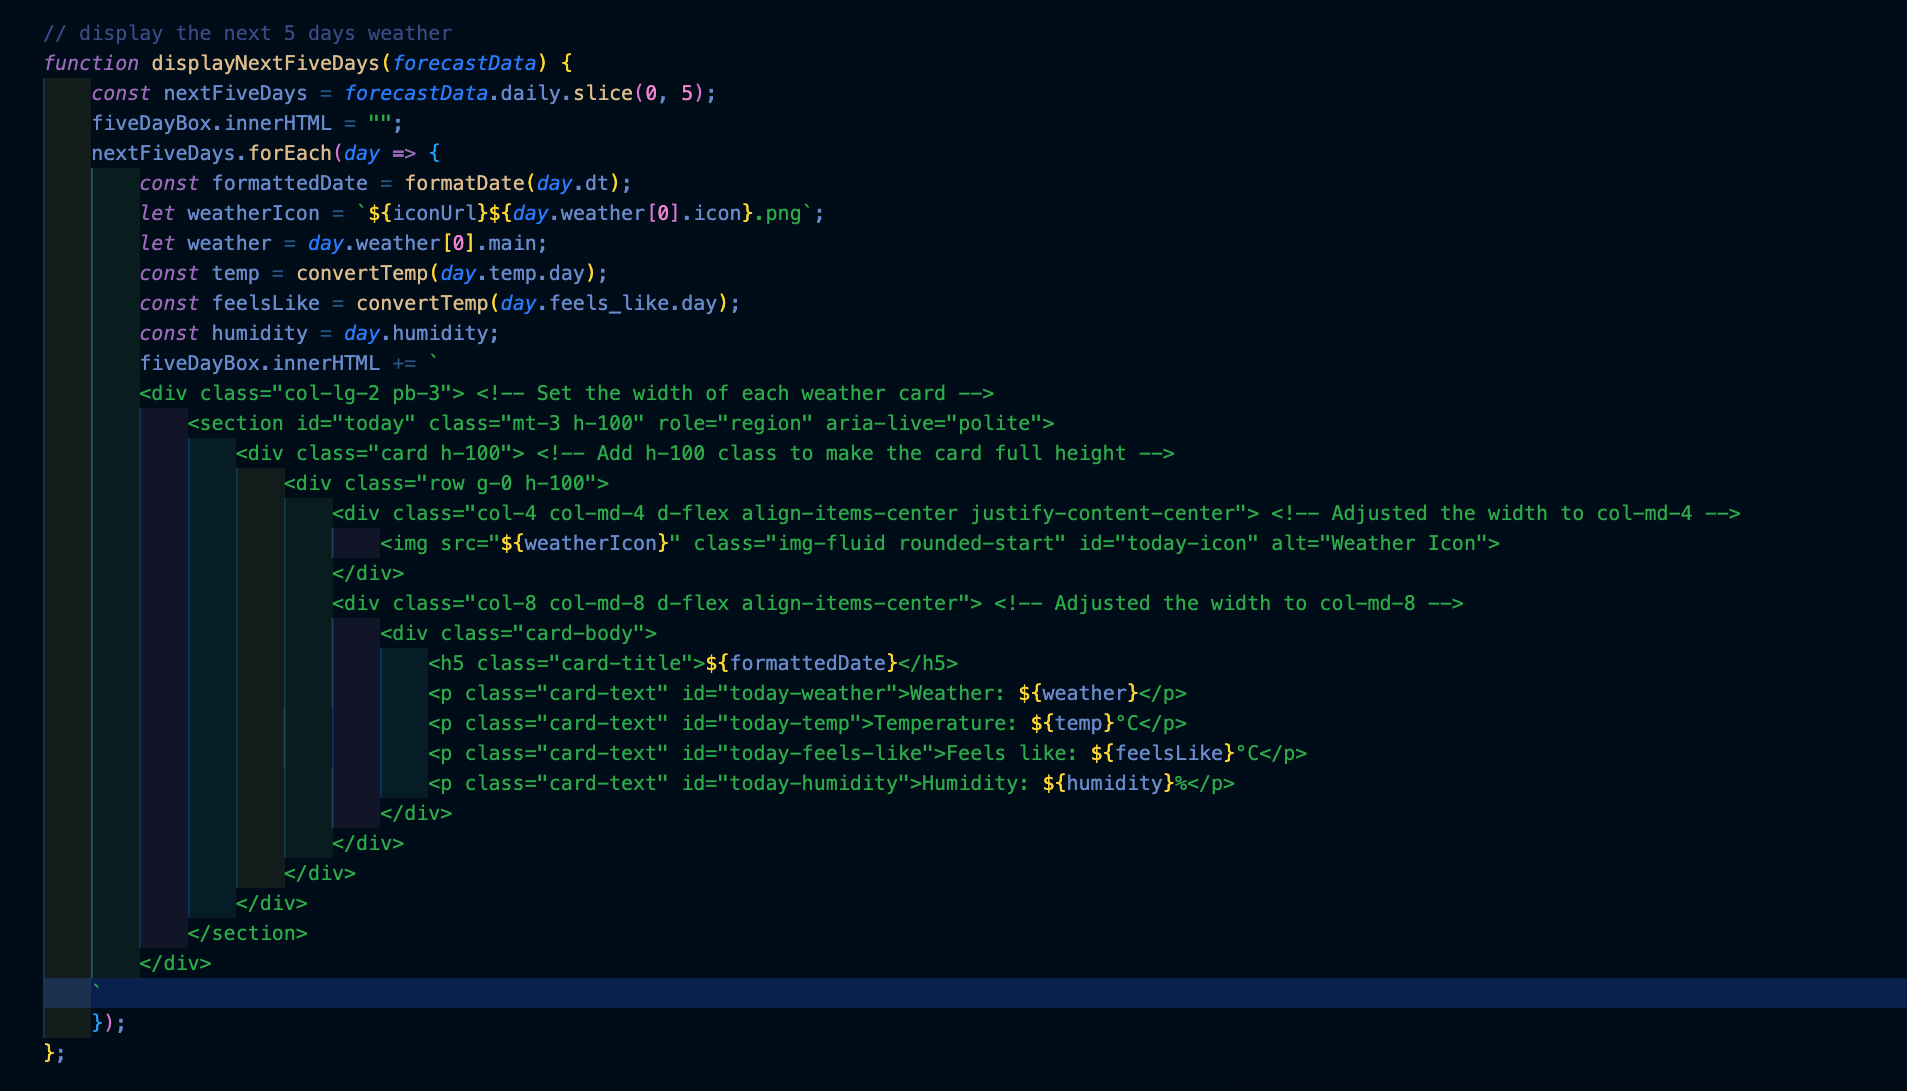 // display the next 5 days weather
function displayNextFiveDays(forecastData) {
    const nextFiveDays = forecastData.daily.slice(0, 5);
    fiveDayBox.innerHTML = "";
    nextFiveDays.forEach(day => {
        const formattedDate = formatDate(day.dt);
        let weatherIcon = `${iconUrl}${day.weather[0].icon}.png`;
        let weather = day.weather[0].main;
        const temp = convertTemp(day.temp.day);
        const feelsLike = convertTemp(day.feels_like.day);
        const humidity = day.humidity;
        fiveDayBox.innerHTML += `
        <div class="col-lg-2 pb-3"> <!-- Set the width of each weather card -->
            <section id="today" class="mt-3 h-100" role="region" aria-live="polite">
                <div class="card h-100"> <!-- Add h-100 class to make the card full height -->
                    <div class="row g-0 h-100">
                        <div class="col-4 col-md-4 d-flex align-items-center justify-content-center"> <!-- Adjusted the width to col-md-4 -->
                            <img src="${weatherIcon}" class="img-fluid rounded-start" id="today-icon" alt="Weather Icon">
                        </div>
                        <div class="col-8 col-md-8 d-flex align-items-center"> <!-- Adjusted the width to col-md-8 -->
                            <div class="card-body">
                                <h5 class="card-title">${formattedDate}</h5>
                                <p class="card-text" id="today-weather">Weather: ${weather}</p>
                                <p class="card-text" id="today-temp">Temperature: ${temp}°C</p>
                                <p class="card-text" id="today-feels-like">Feels like: ${feelsLike}°C</p>
                                <p class="card-text" id="today-humidity">Humidity: ${humidity}%</p>
                            </div>
                        </div>
                    </div>
                </div>
            </section>
        </div>
    `
    });
};